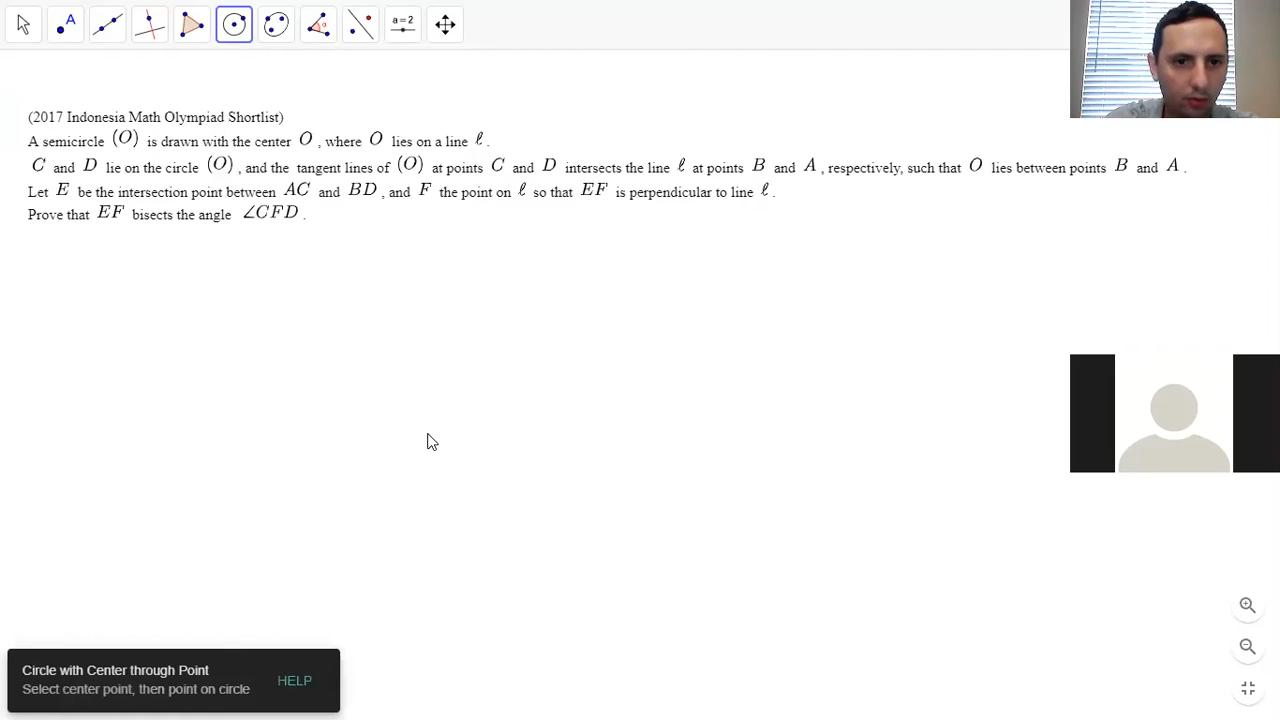 A
a=2
(2017 Indonesia Math Olympiad Shortlist)
A semicircle (O) is drawn with the center O , where O lies on a line ℓ .
C and D lie on the circle (O) , and the tangent lines of (O) at points C and D intersects the line ℓ at points B and A , respectively, such that O lies between points B and A .
Let E be the intersection point between AC and BD , and F the point on ℓ so that EF is perpendicular to line ℓ .
Prove that EF bisects the angle ∠CFD .
Circle with Center through Point
Select center point, then point on circle
HELP